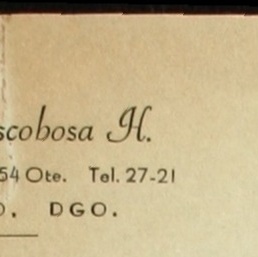 scobosa H.
54 Ote. Tel. 27-21
O. DGO.